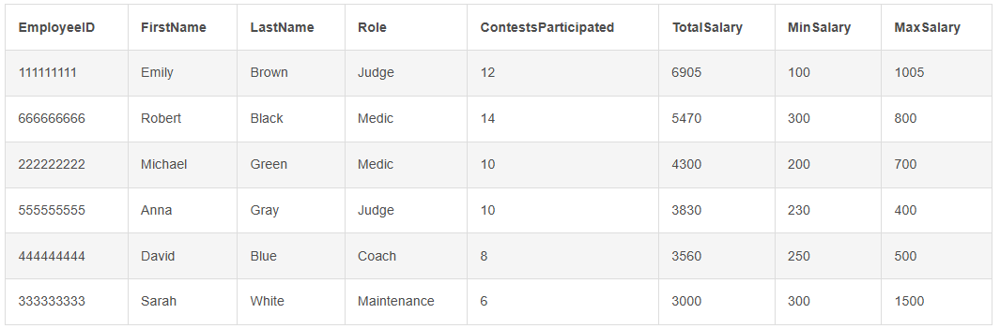 EmployeeID FirstName LastName Role ContestsParticipated TotalSalary MinSalary MaxSalary
111111111 Emily Brown Judge 12 6905 100 1005
666666666 Robert Black Medic 14 5470 300 800
222222222 Michael Green Medic 10 4300 200 700
555555555 Anna Gray Judge 10 3830 230 400
444444444 David Blue Coach 8 3560 250 500
333333333 Sarah White Maintenance 6 3000 300 1500